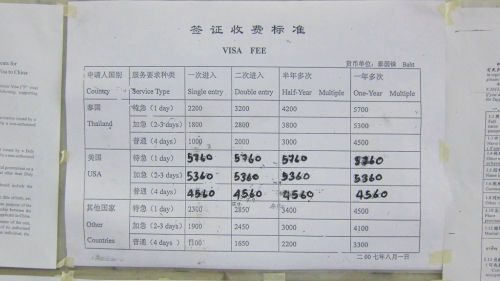 签证收费标准
VISA FEE
货币单位：泰国铢 Baht
申请人国别 服务要求种类 一次进入 二次进入 半年多次 一年多次
Country Service Type Single entry Double entry Half-Year Multiple One-Year Multiple
泰国 特急 (1 day) 2200 3200 4200 5700
Thailand 加急 (2-3 days) 1800 2800 3800 5300
普通 (4 days) 1000 2000 3000 4500
美国 特急 (1 day) 5760 5760 5760 5760
USA 加急 (2-3 days) 5360 5360 5360 5360
普通 (4 days) 4560 4560 4560 4560
其他国家 特急 (1 day) 2300 2850 3400 4500
Other 加急 (2-3 days) 1900 2450 3000 4100
Countries 普通 (4 days) 1100 1650 2200 3300
二00七年八月一日